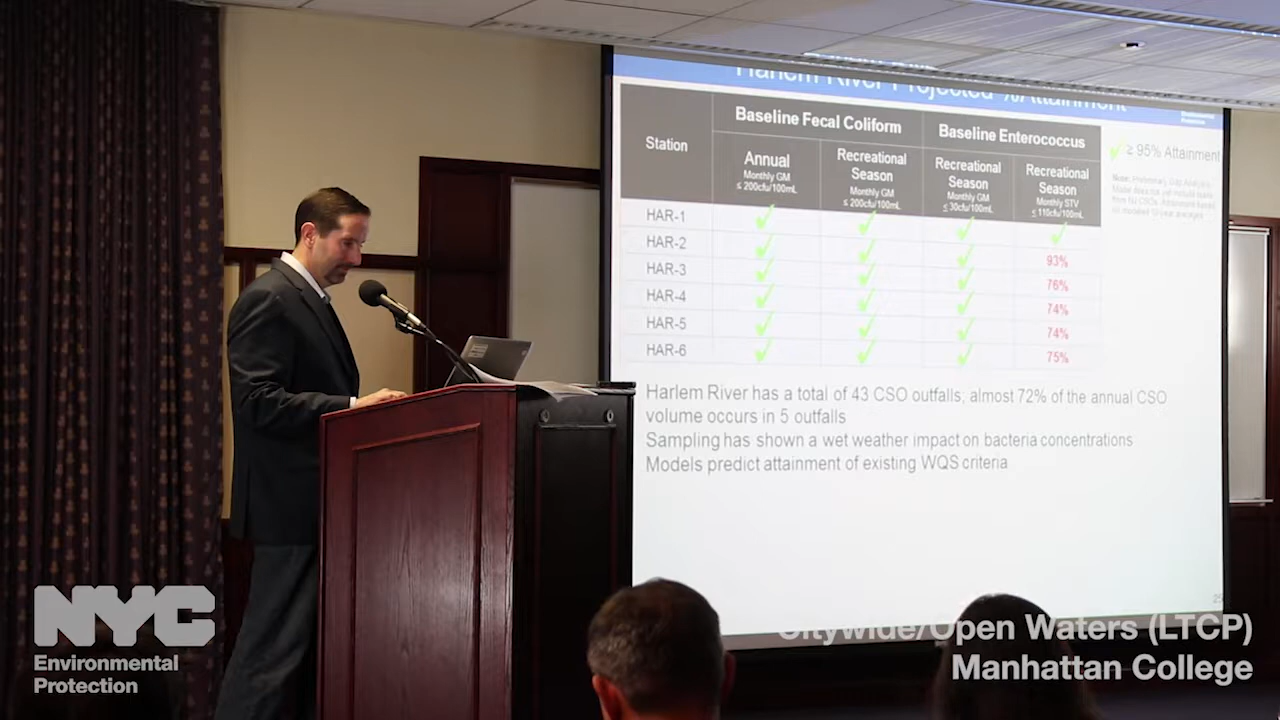 Harlem River Projected %Attainment
Environmental
Protection
Station
Baseline Fecal Coliform
Baseline Enterococcus
Annual
Monthly GM
≤ 200cfu/100mL
Recreational
Season
Monthly GM
≤ 200cfu/100mL
Recreational
Season
Monthly GM
≤ 30cfu/100mL
Recreational
Season
Monthly STV
≤ 110cfu/100mL
✓ ≥ 95% Attainment
HAR-1 ✓ ✓ ✓ ✓
HAR-2 ✓ ✓ ✓ 93%
HAR-3 ✓ ✓ ✓ 76%
HAR-4 ✓ ✓ ✓ 74%
HAR-5 ✓ ✓ ✓ 74%
HAR-6 ✓ ✓ ✓ 75%
Harlem River has a total of 43 CSO outfalls; almost 72% of the annual CSO
volume occurs in 5 outfalls
Sampling has shown a wet weather impact on bacteria concentrations
Models predict attainment of existing WQS criteria
NYC
Environmental
Protection
Citywide/Open Waters (LTCP)
Manhattan College